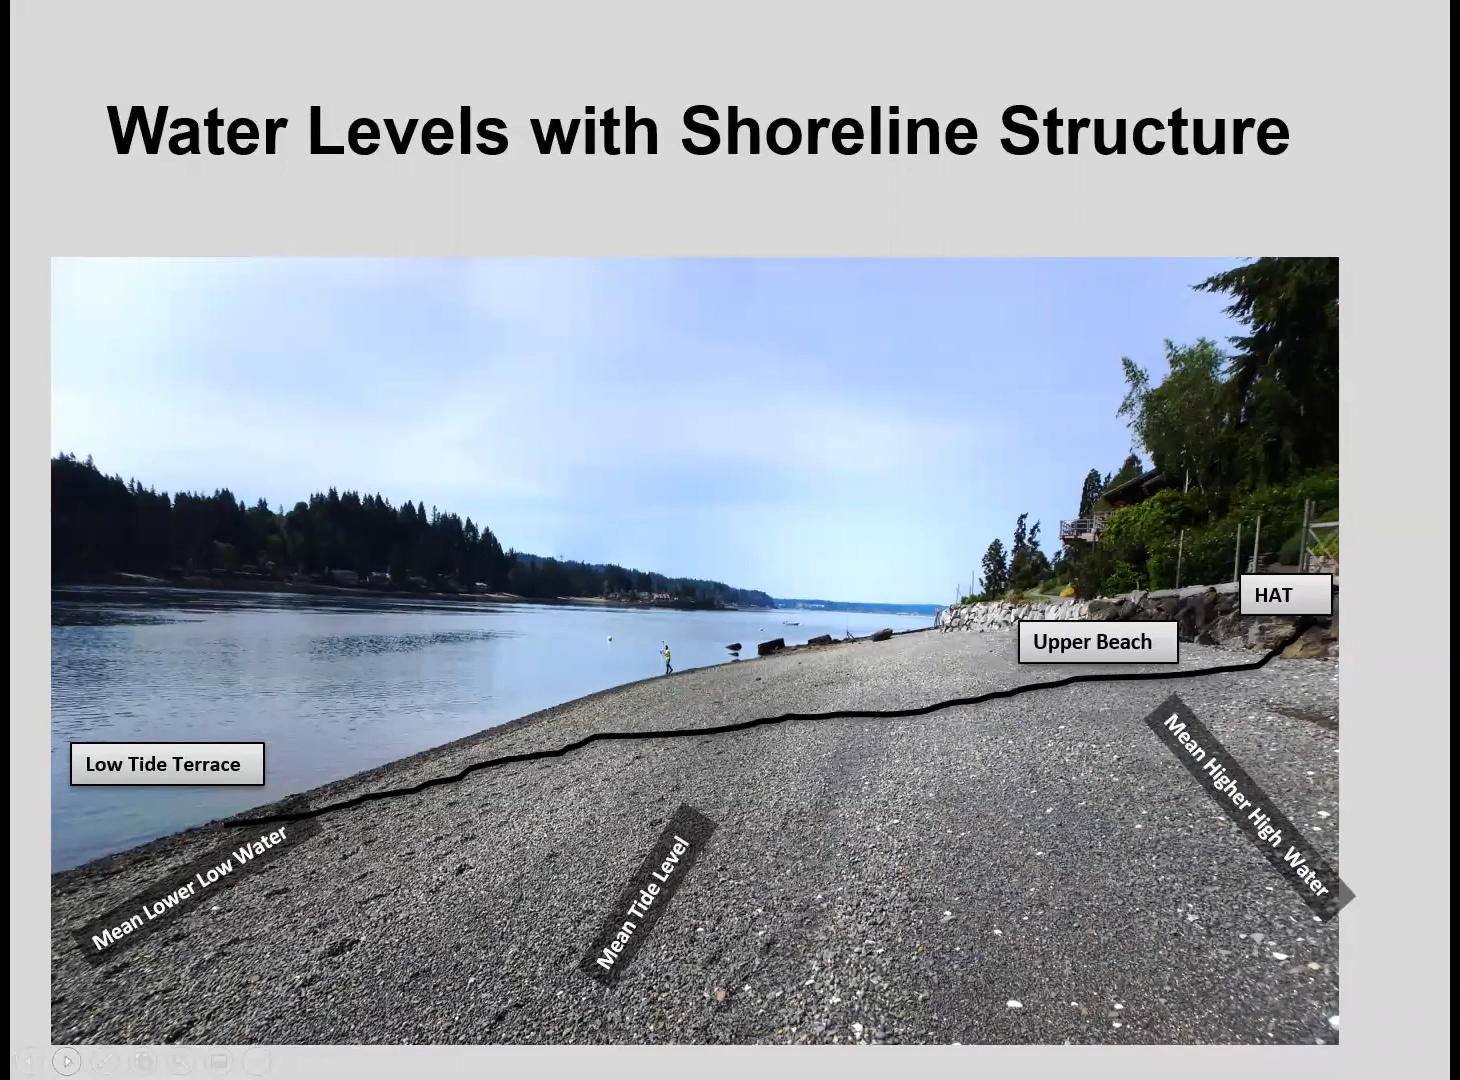 Water Levels with Shoreline Structure
HAT
Upper Beach
Low Tide Terrace
Mean Lower Low Water
Mean Tide Level
Mean Higher High Water